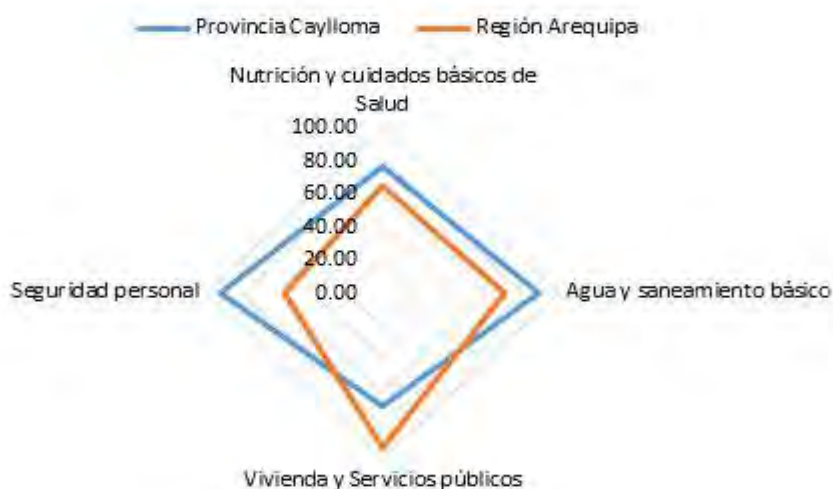 Provincia Caylloma
Región Arequipa
Nutrición y cuidados básicos de
Salud
100.00
80.00
60.00
40.00
20.00
0.00
Seguridad personal
Agua y saneamiento básico
Vivienda y Servicios públicos